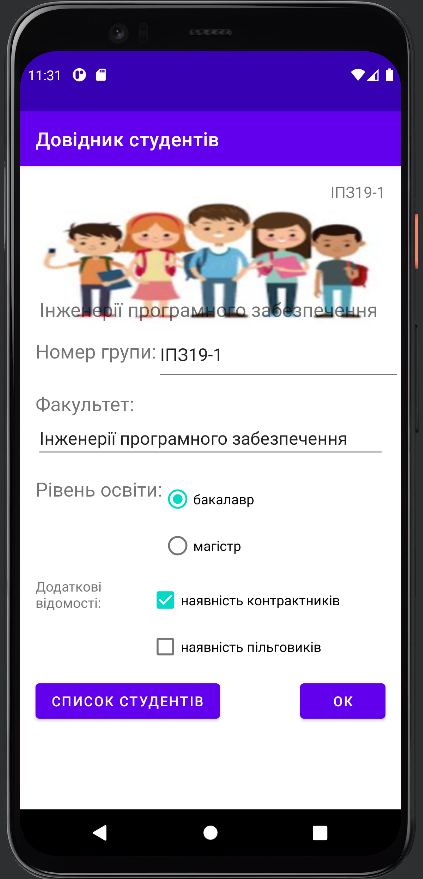 11:31
Довідник студентів
ІПЗ19-1
Інженерії програмного забезпечення
Номер групи: ІПЗ19-1
Факультет:
Інженерії програмного забезпечення
Рівень освіти: бакалавр
магістр
Додаткові
відомості:
наявність контрактників
наявність пільговиків
СПИСОК СТУДЕНТІВ
ОК